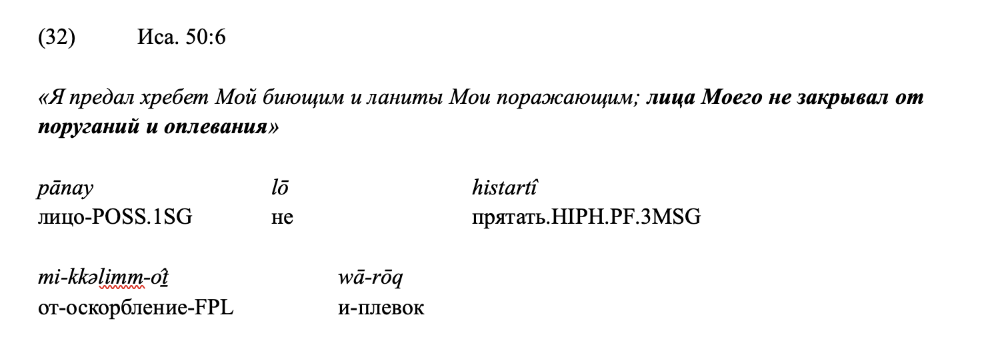 (32) Иса. 50:6
«Я предал хребет Мой биющим и ланиты Мои поражающим; лица Моего не закрывал от
поруганий и оплевания»
pānay lō histartî
лицо-POSS.1SG не прятать.HIPH.PF.3MSG
mi-kkəlimm-ôṯ wā-rōq
от-оскорбление-FPL и-плевок